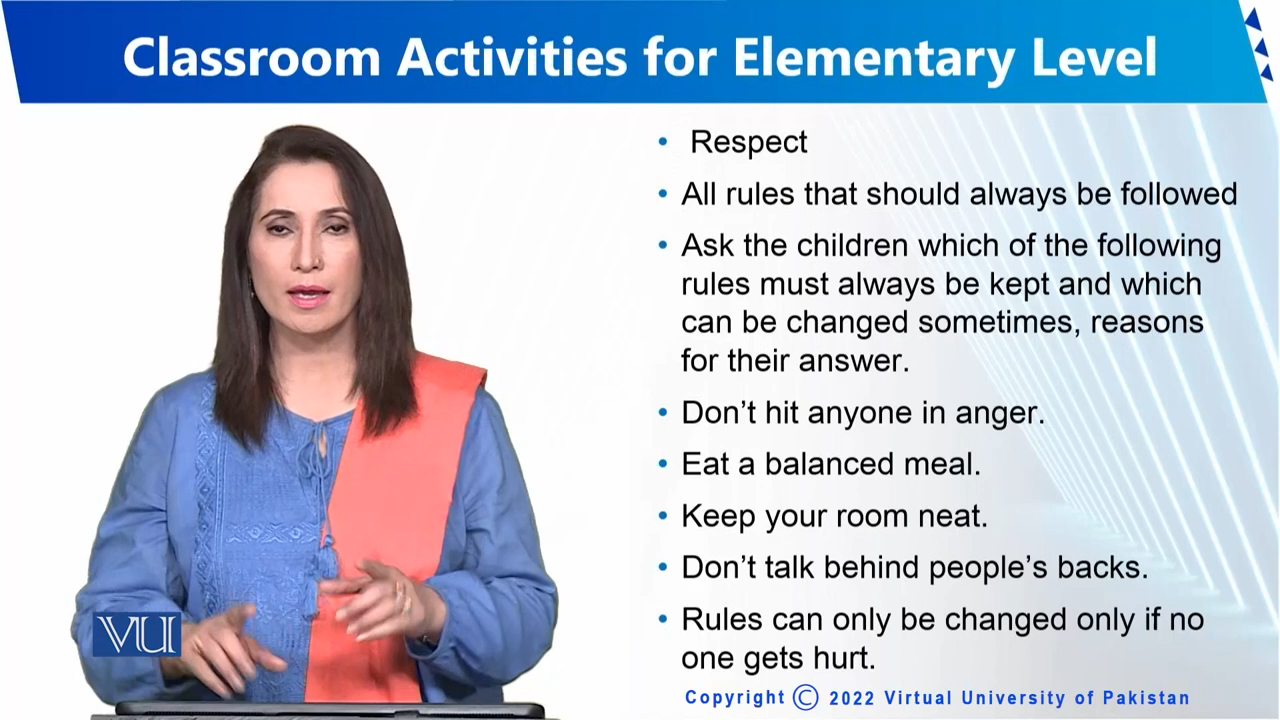 Classroom Activities for Elementary Level
• Respect
• All rules that should always be followed
• Ask the children which of the following
rules must always be kept and which
can be changed sometimes, reasons
for their answer.
• Don’t hit anyone in anger.
• Eat a balanced meal.
• Keep your room neat.
• Don’t talk behind people’s backs.
• Rules can only be changed only if no
one gets hurt.
VU
Copyright © 2022 Virtual University of Pakistan